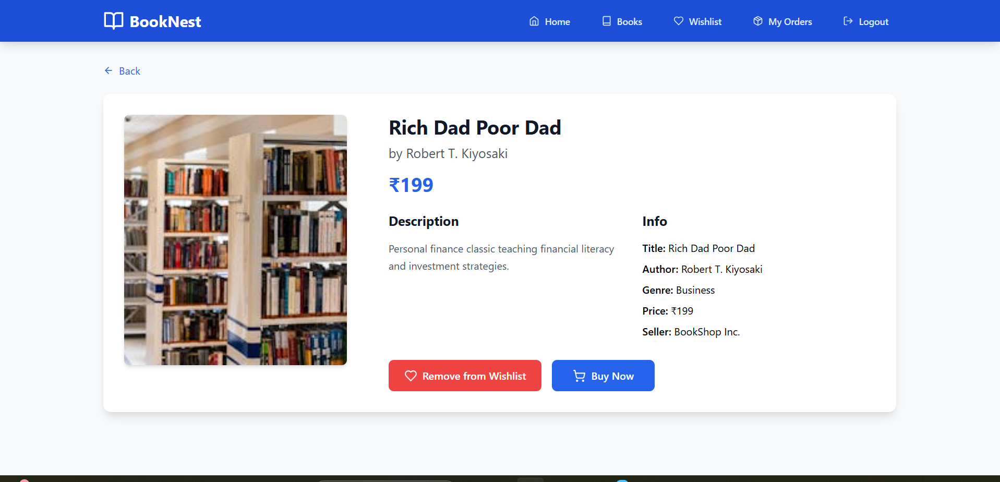 BookNest
Home
Books
Wishlist
My Orders
Logout
Back
Rich Dad Poor Dad
by Robert T. Kiyosaki
₹199
Description
Personal finance classic teaching financial literacy
and investment strategies.
Info
Title: Rich Dad Poor Dad
Author: Robert T. Kiyosaki
Genre: Business
Price: ₹199
Seller: BookShop Inc.
Remove from Wishlist
Buy Now